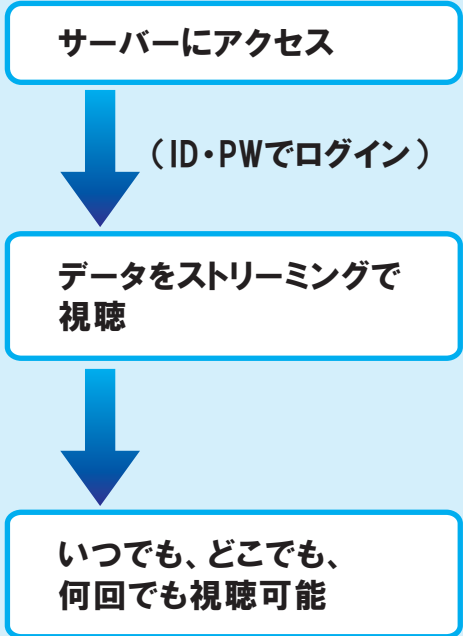 サーバーにアクセス
（ID・PWでログイン）
データをストリーミングで
視聴
いつでも、どこでも、
何回でも視聴可能